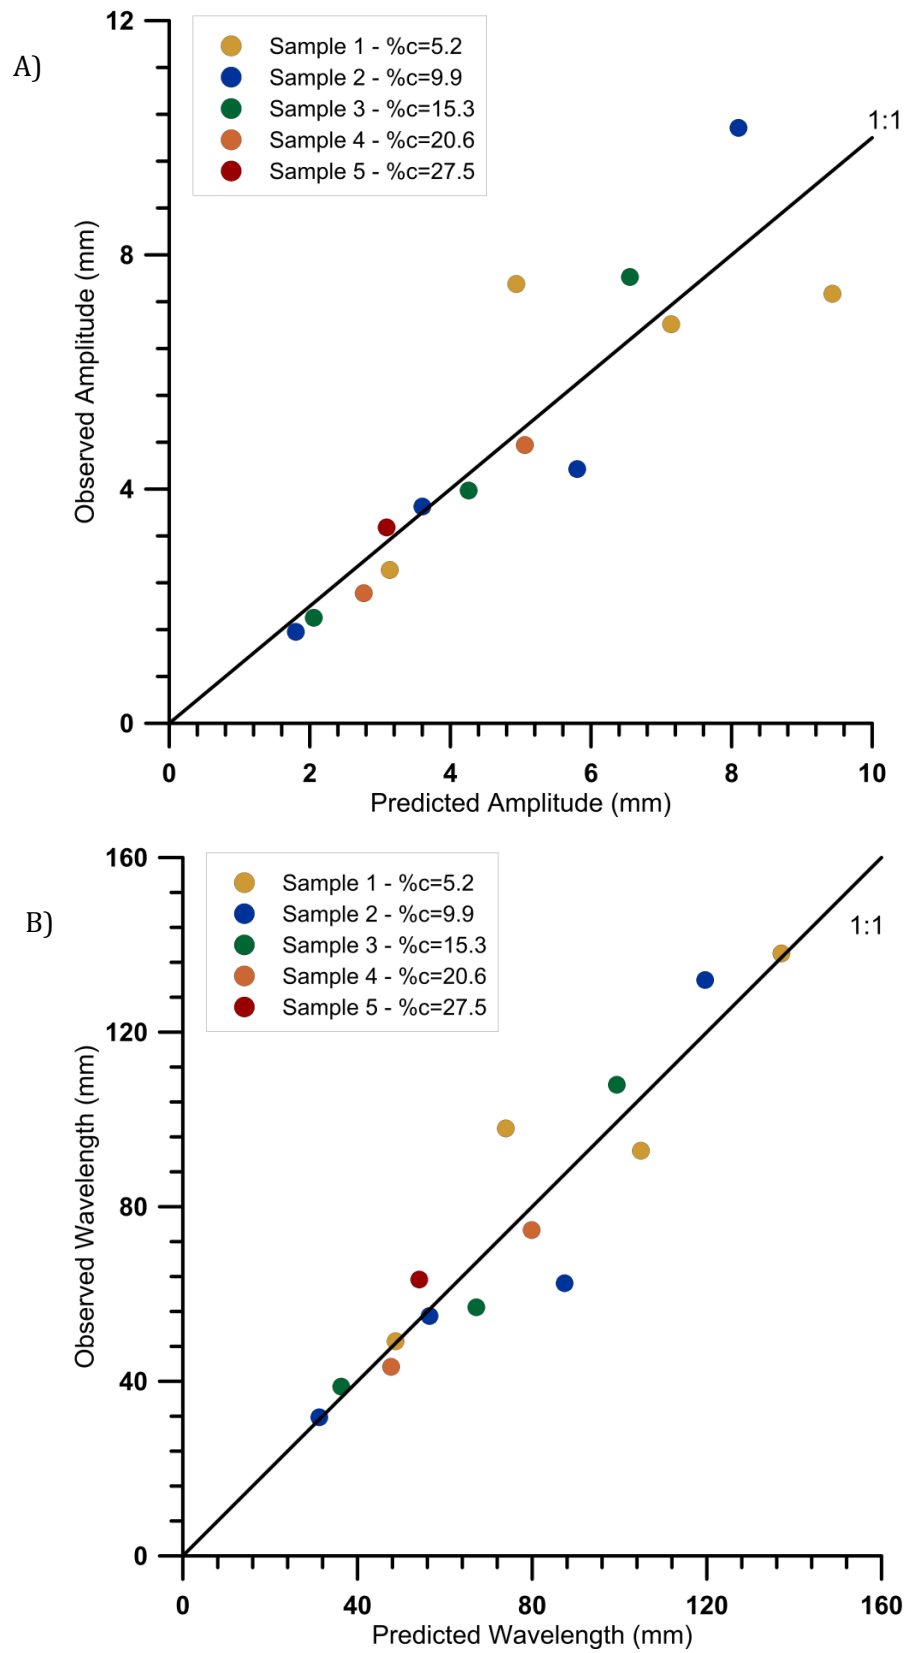 A)
12
8
4
0
Observed Amplitude (mm)
Sample 1 - %c=5.2
Sample 2 - %c=9.9
Sample 3 - %c=15.3
Sample 4 - %c=20.6
Sample 5 - %c=27.5
1:1
0 2 4 6 8 10
Predicted Amplitude (mm)
B)
160
120
80
40
0
Observed Wavelength (mm)
Sample 1 - %c=5.2
Sample 2 - %c=9.9
Sample 3 - %c=15.3
Sample 4 - %c=20.6
Sample 5 - %c=27.5
1:1
0 40 80 120 160
Predicted Wavelength (mm)